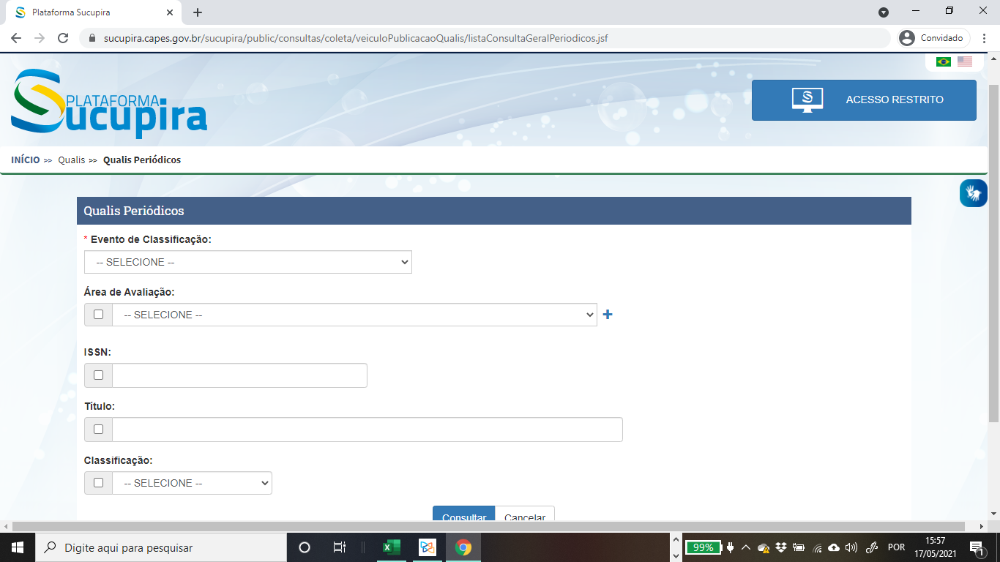 Plataforma Sucupira
sucupira.capes.gov.br/sucupira/public/consultas/coleta/veiculoPublicacaoQualis/listaConsultaGeralPeriodicos.jsf
Convidado
PLATAFORMA
Sucupira
ACESSO RESTRITO
INÍCIO >> Qualis >> Qualis Periódicos
Qualis Periódicos
* Evento de Classificação:
-- SELECIONE --
Área de Avaliação:
-- SELECIONE --
ISSN:
Título:
Classificação:
-- SELECIONE --
Consultar Cancelar
Digite aqui para pesquisar
99%
POR
15:57
17/05/2021
1